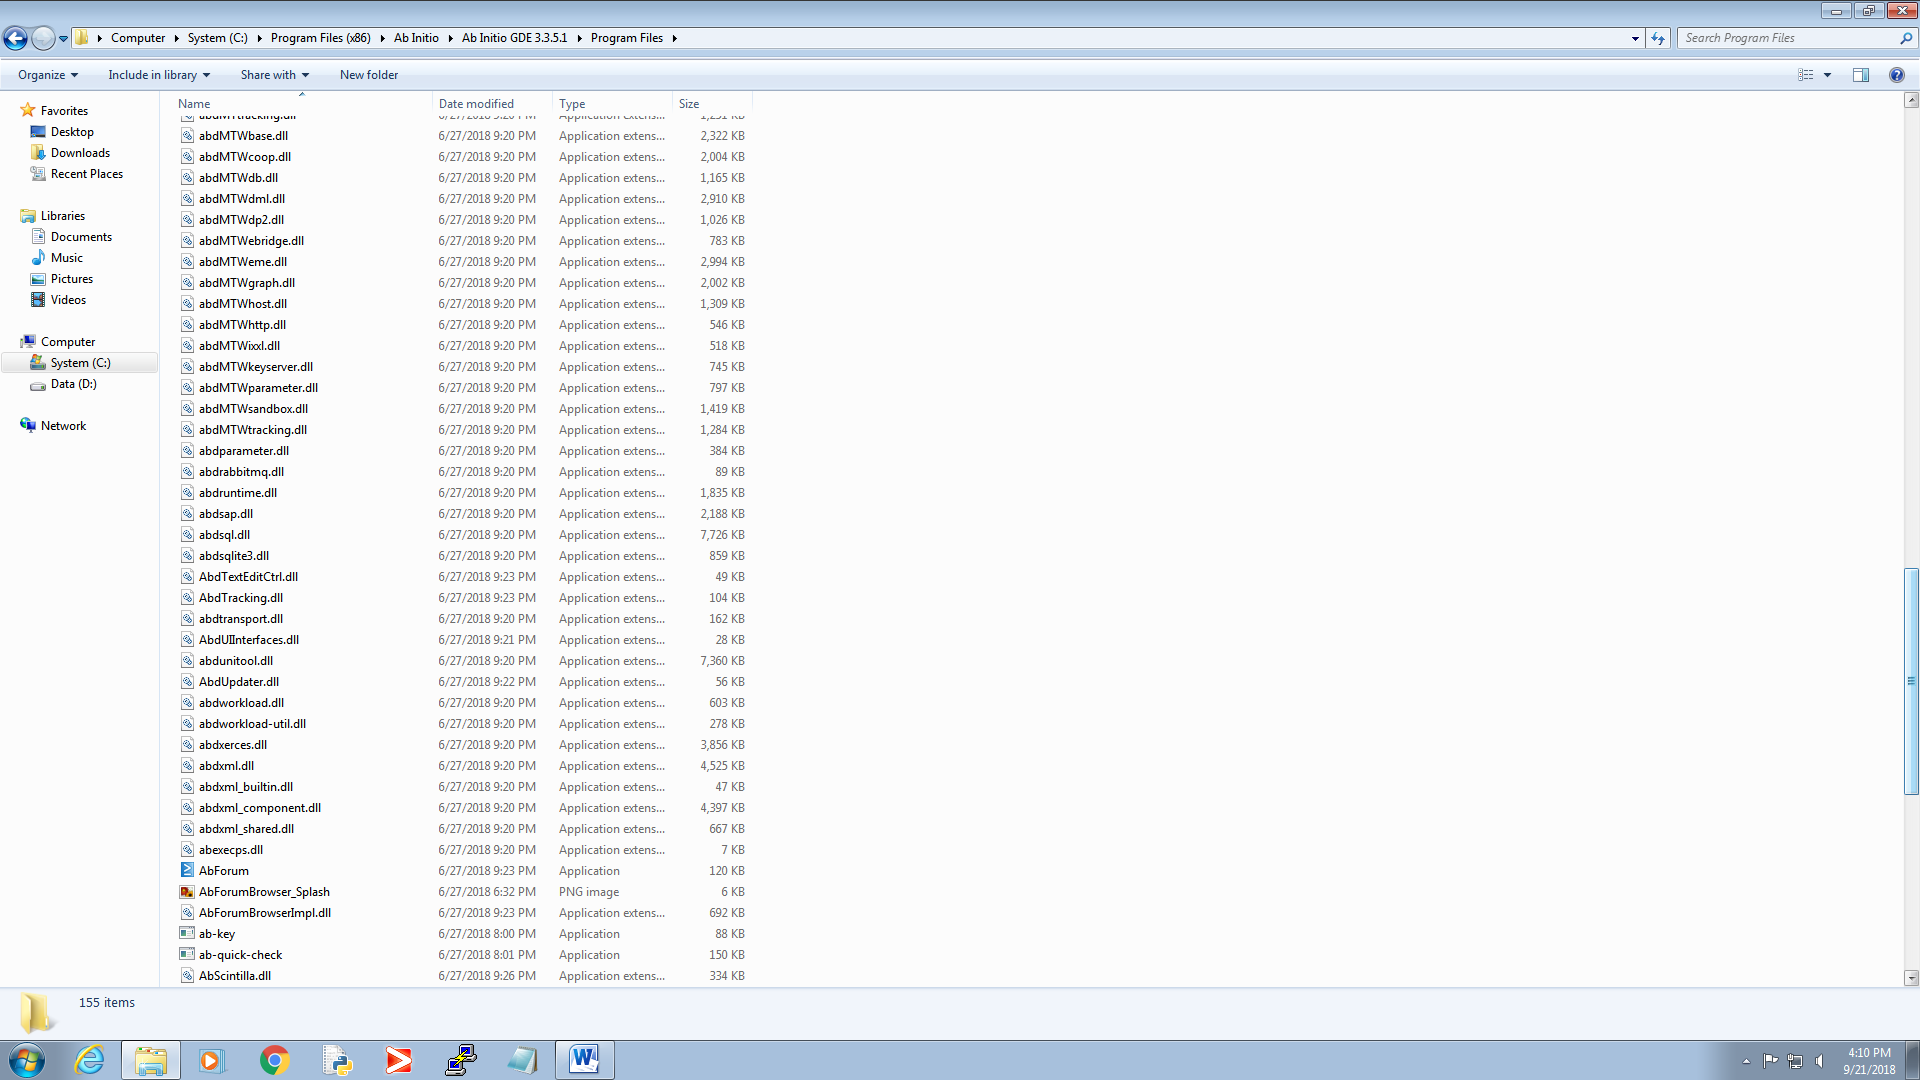 Computer System (C:) Program Files (x86) Ab Initio Ab Initio GDE 3.3.5.1 Program Files Search Program Files
Organize Include in library Share with New folder
Name Date modified Type Size
Favorites
Desktop
Downloads
Recent Places
Libraries
Documents
Music
Pictures
Videos
Computer
System (C:)
Data (D:)
Network
abdMTWbase.dll 6/27/2018 9:20 PM Application extens... 2,322 KB
abdMTWcoop.dll 6/27/2018 9:20 PM Application extens... 2,004 KB
abdMTWdb.dll 6/27/2018 9:20 PM Application extens... 1,165 KB
abdMTWdml.dll 6/27/2018 9:20 PM Application extens... 2,910 KB
abdMTWdp2.dll 6/27/2018 9:20 PM Application extens... 1,026 KB
abdMTWebridge.dll 6/27/2018 9:20 PM Application extens... 783 KB
abdMTWeme.dll 6/27/2018 9:20 PM Application extens... 2,994 KB
abdMTWgraph.dll 6/27/2018 9:20 PM Application extens... 2,002 KB
abdMTWhost.dll 6/27/2018 9:20 PM Application extens... 1,309 KB
abdMTWhttp.dll 6/27/2018 9:20 PM Application extens... 546 KB
abdMTWixxl.dll 6/27/2018 9:20 PM Application extens... 518 KB
abdMTWkeyserver.dll 6/27/2018 9:20 PM Application extens... 745 KB
abdMTWparameter.dll 6/27/2018 9:20 PM Application extens... 797 KB
abdMTWsandbox.dll 6/27/2018 9:20 PM Application extens... 1,419 KB
abdMTWtracking.dll 6/27/2018 9:20 PM Application extens... 1,284 KB
abdparameter.dll 6/27/2018 9:20 PM Application extens... 384 KB
abdrabbitmq.dll 6/27/2018 9:20 PM Application extens... 89 KB
abdruntime.dll 6/27/2018 9:20 PM Application extens... 1,835 KB
abdsap.dll 6/27/2018 9:20 PM Application extens... 2,188 KB
abdsql.dll 6/27/2018 9:20 PM Application extens... 7,726 KB
abdsqlite3.dll 6/27/2018 9:20 PM Application extens... 859 KB
AbdTextEditCtrl.dll 6/27/2018 9:23 PM Application extens... 49 KB
AbdTracking.dll 6/27/2018 9:23 PM Application extens... 104 KB
abdtransport.dll 6/27/2018 9:20 PM Application extens... 162 KB
AbdUIInterfaces.dll 6/27/2018 9:21 PM Application extens... 28 KB
abdunitool.dll 6/27/2018 9:20 PM Application extens... 7,360 KB
AbdUpdater.dll 6/27/2018 9:22 PM Application extens... 56 KB
abdworkload.dll 6/27/2018 9:20 PM Application extens... 603 KB
abdworkload-util.dll 6/27/2018 9:20 PM Application extens... 278 KB
abdxerces.dll 6/27/2018 9:20 PM Application extens... 3,856 KB
abdxml.dll 6/27/2018 9:20 PM Application extens... 4,525 KB
abdxml_builtin.dll 6/27/2018 9:20 PM Application extens... 47 KB
abdxml_component.dll 6/27/2018 9:20 PM Application extens... 4,397 KB
abdxml_shared.dll 6/27/2018 9:20 PM Application extens... 667 KB
abexecps.dll 6/27/2018 9:20 PM Application extens... 7 KB
AbForum 6/27/2018 9:23 PM Application 120 KB
AbForumBrowser_Splash 6/27/2018 6:32 PM PNG image 6 KB
AbForumBrowserImpl.dll 6/27/2018 9:23 PM Application extens... 692 KB
ab-key 6/27/2018 8:00 PM Application 88 KB
ab-quick-check 6/27/2018 8:01 PM Application 150 KB
AbScintilla.dll 6/27/2018 9:26 PM Application extens... 334 KB
155 items
4:10 PM
9/21/2018